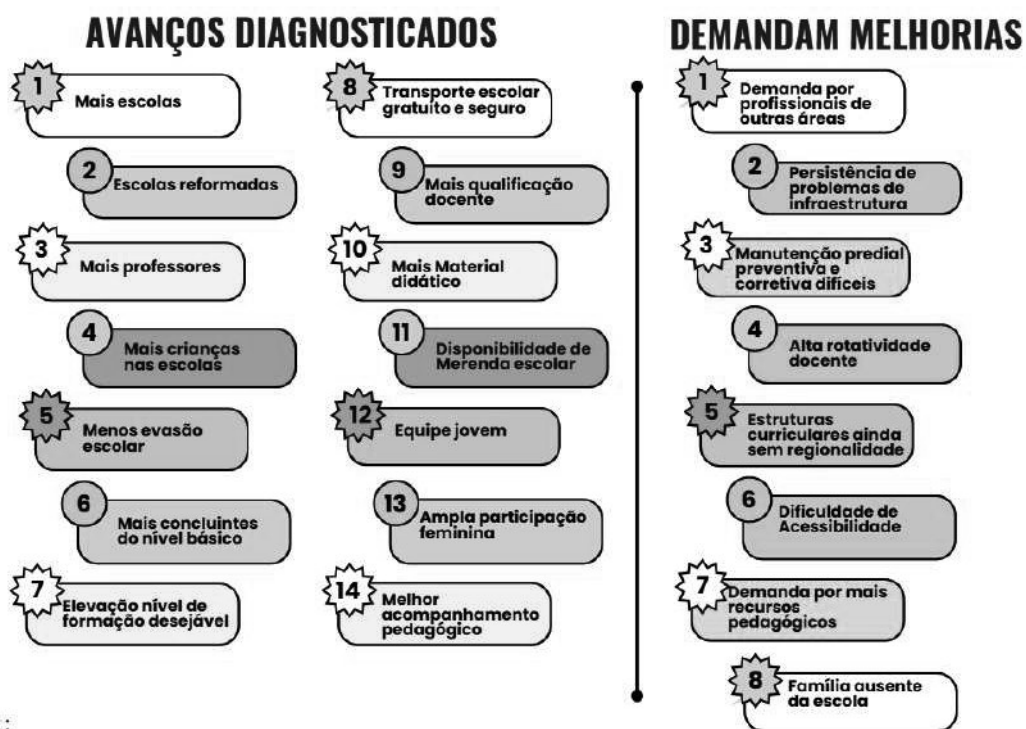 AVANÇOS DIAGNOSTICADOS
1
Mais escolas
2
Escolas reformadas
3
Mais professores
4
Mais crianças
nas escolas
5
Menos evasão
escolar
6
Mais concluintes
do nível básico
7
Elevação nível de
formação desejável
8
Transporte escolar
gratuito e seguro
9
Mais qualificação
docente
10
Mais Material
didático
11
Disponibilidade de
Merenda escolar
12
Equipe jovem
13
Ampla participação
feminina
14
Melhor
acompanhamento
pedagógico
DEMANDAM MELHORIAS
1
Demanda por
profissionais de
outras áreas
2
Persistência de
problemas de
infraestrutura
3
Manutenção predial
preventiva e
corretiva difíceis
4
Alta rotatividade
docente
5
Estruturas
curriculares ainda
sem regionalidade
6
Dificuldade de
Acessibilidade
7
Demanda por mais
recursos
pedagógicos
8
Família ausente
da escola